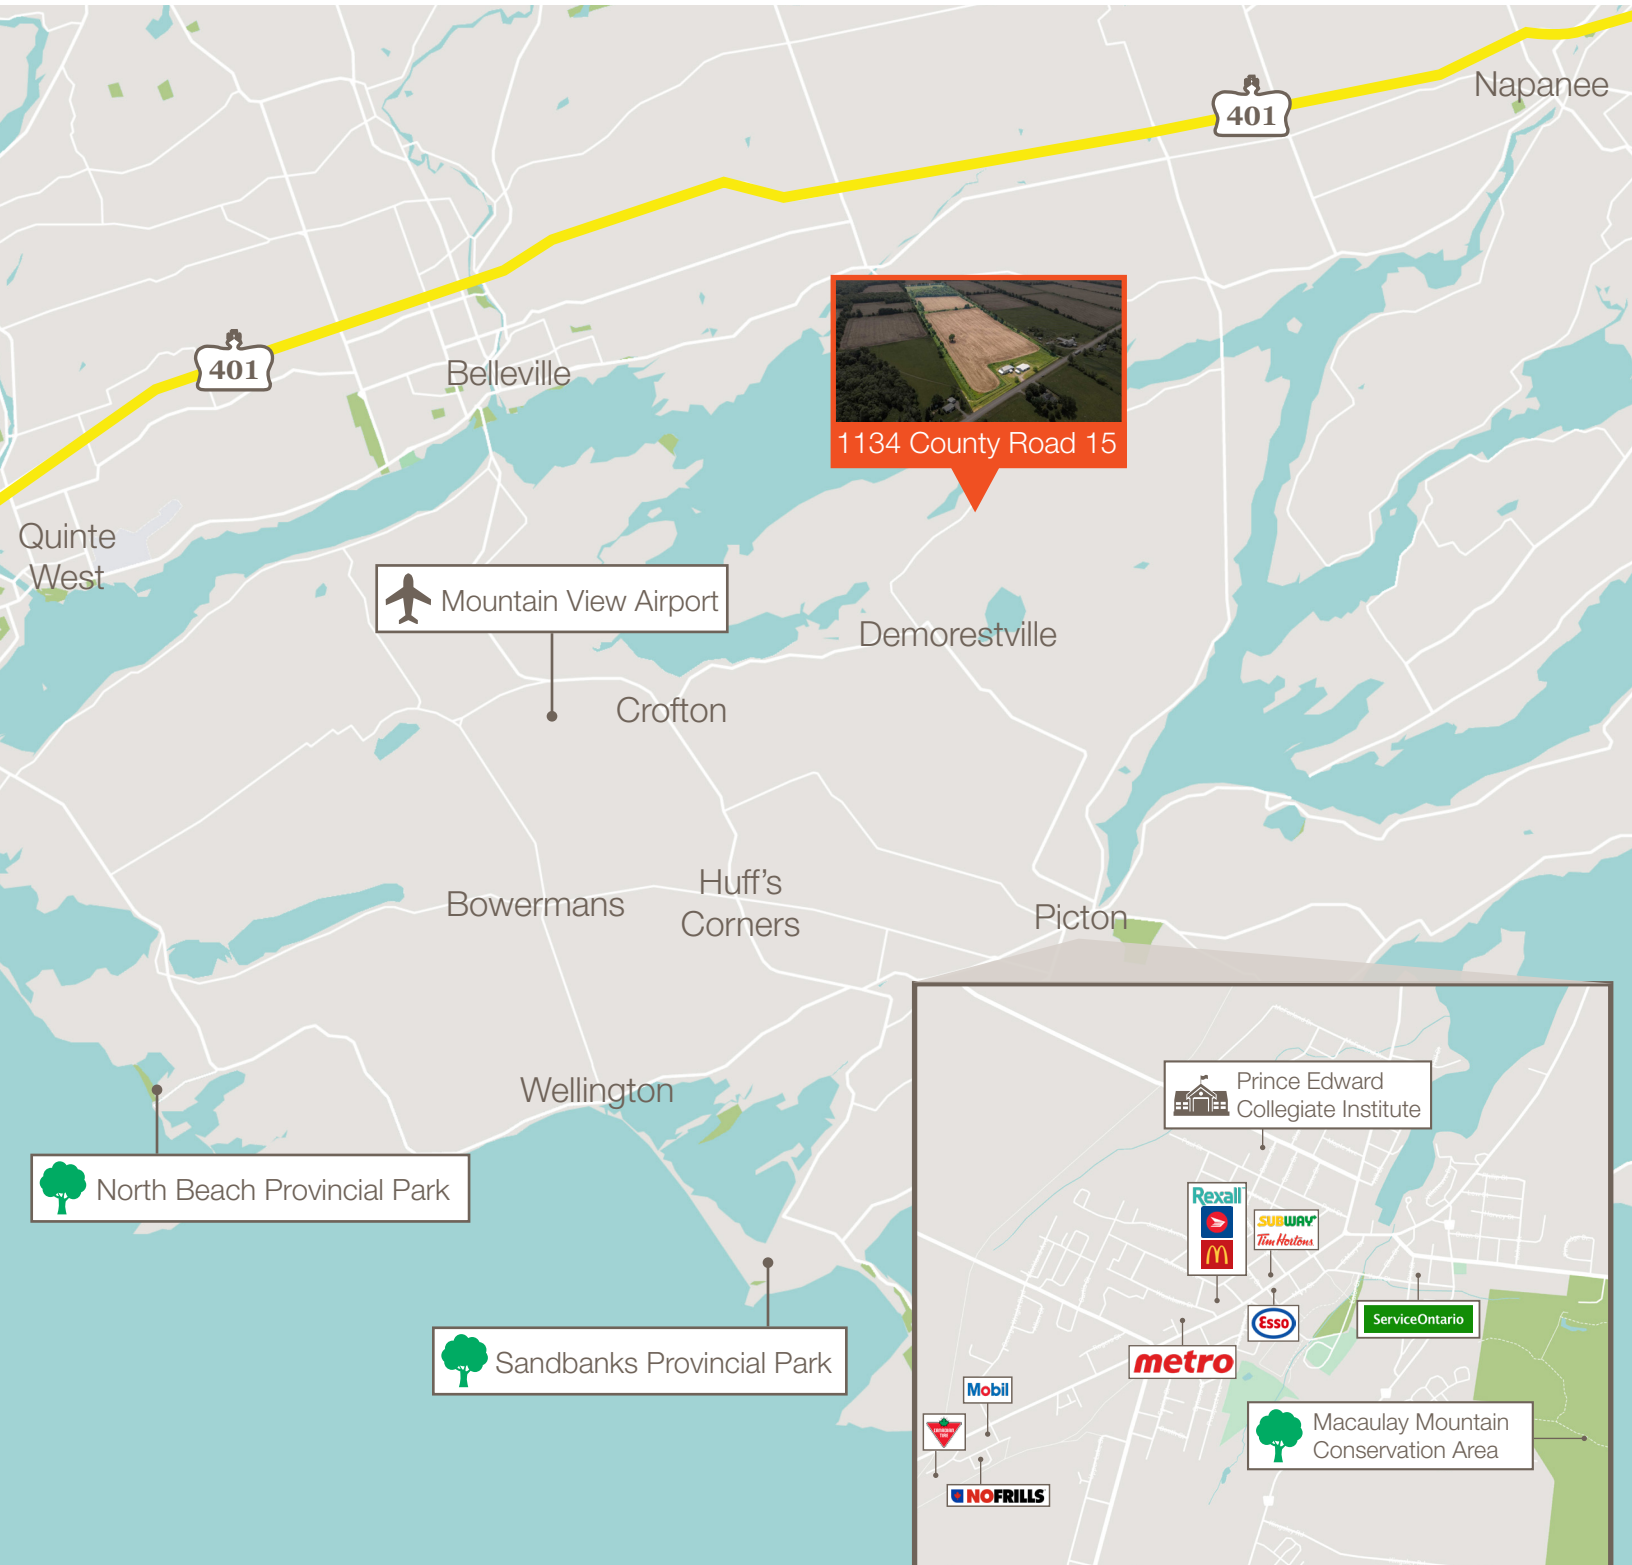 Napanee
401
401
Belleville
1134 County Road 15
Quinte
West
Mountain View Airport
Demorestville
Crofton
Huff's
Corners
Bowermans
Picton
Wellington
North Beach Provincial Park
Sandbanks Provincial Park
Prince Edward
Collegiate Institute
Rexall
SUBWAY
Tim Hortons
Esso
ServiceOntario
metro
Mobil
CANADIAN
TIRE
NOFRILLS
Macaulay Mountain
Conservation Area